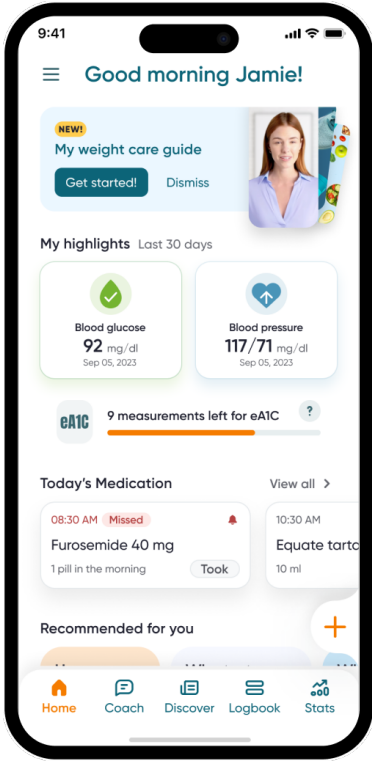 9:41
Good morning Jamie!
NEW!
My weight care guide
Get started! Dismiss
My highlights Last 30 days
Blood glucose
92 mg/dl
Sep 05, 2023
Blood pressure
117/71 mg/dl
Sep 05, 2023
eA1C
9 measurements left for eA1C ?
Today's Medication View all
08:30 AM Missed
Furosemide 40 mg
1 pill in the morning Took
10:30 AM
Equate tartc
10 ml
Recommended for you
Home Coach Discover Logbook Stats